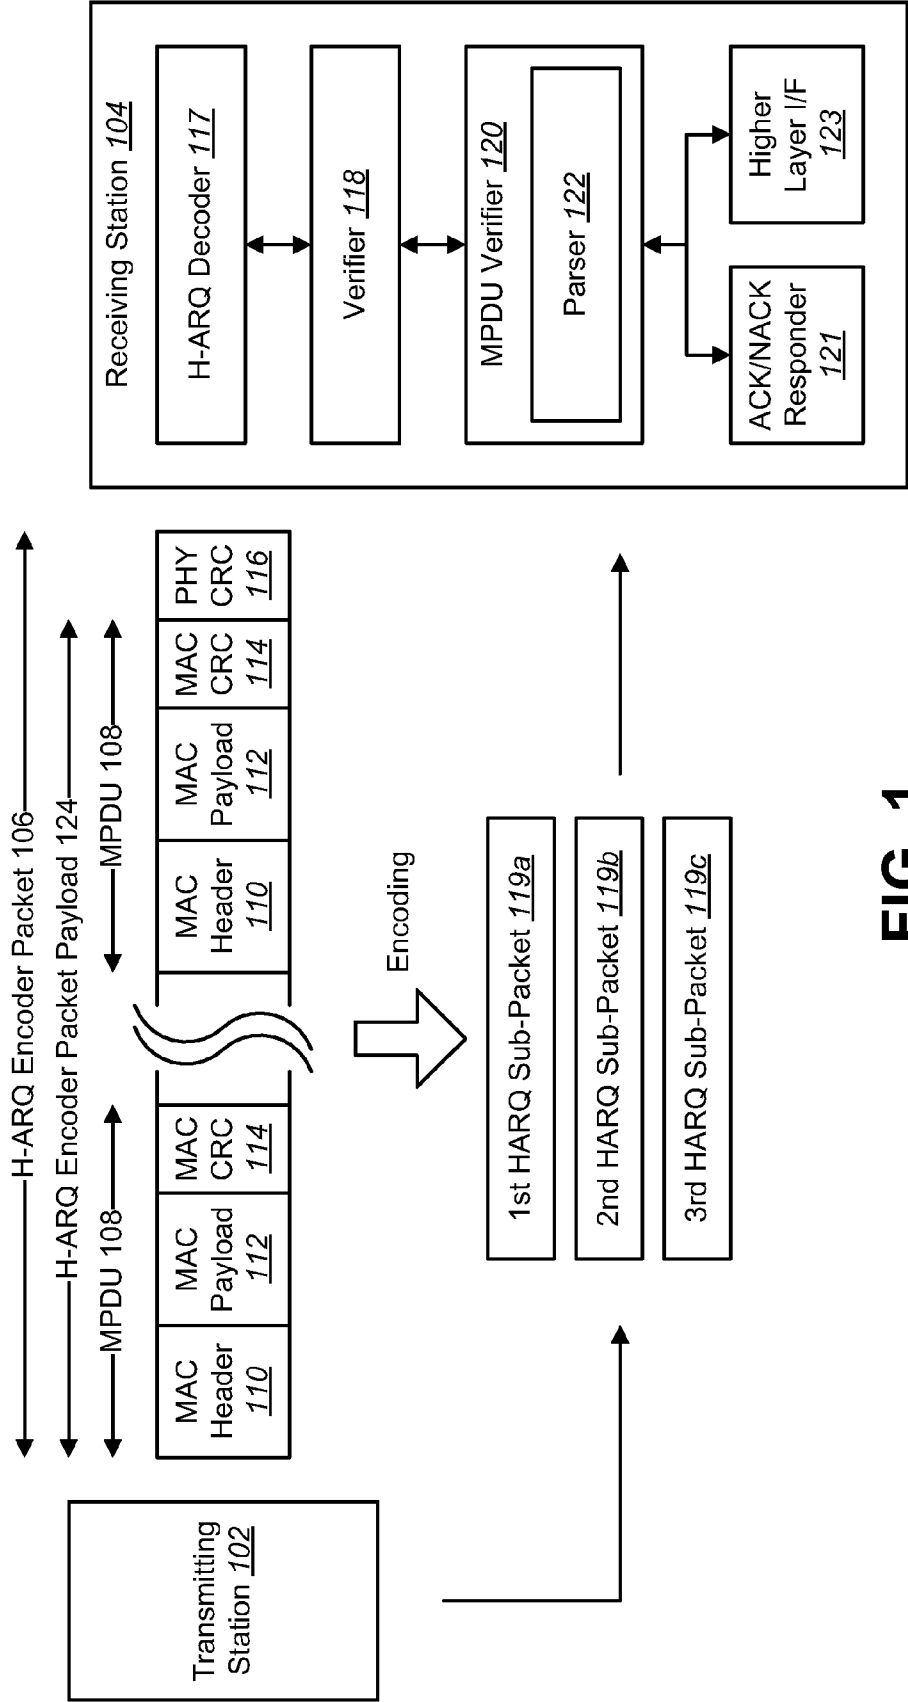 H-ARQ Encoder Packet 106
H-ARQ Encoder Packet Payload 124
MPDU 108
MPDU 108
Transmitting
Station 102
MAC
Header
110
MAC
Payload
112
MAC
CRC
114
MAC
Header
110
MAC
Payload
112
MAC
CRC
114
PHY
CRC
116
Encoding
1st HARQ Sub-Packet 119a
2nd HARQ Sub-Packet 119b
3rd HARQ Sub-Packet 119c
Receiving Station 104
H-ARQ Decoder 117
Verifier 118
MPDU Verifier 120
Parser 122
ACK/NACK
Responder
121
Higher
Layer I/F
123
FIG. 1